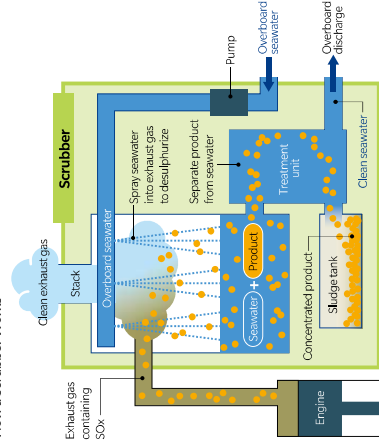 Scrubber
Clean exhaust gas
Stack
Exhaust gas
containing
SOx
Overboard seawater
Spray seawater
into exhaust gas
to desulphurize
Pump
Overboard
seawater
Separate product
from seawater
Treatment
unit
Overboard
discharge
Clean seawater
Seawater + Product
Concentrated product
Sludge tank
Engine